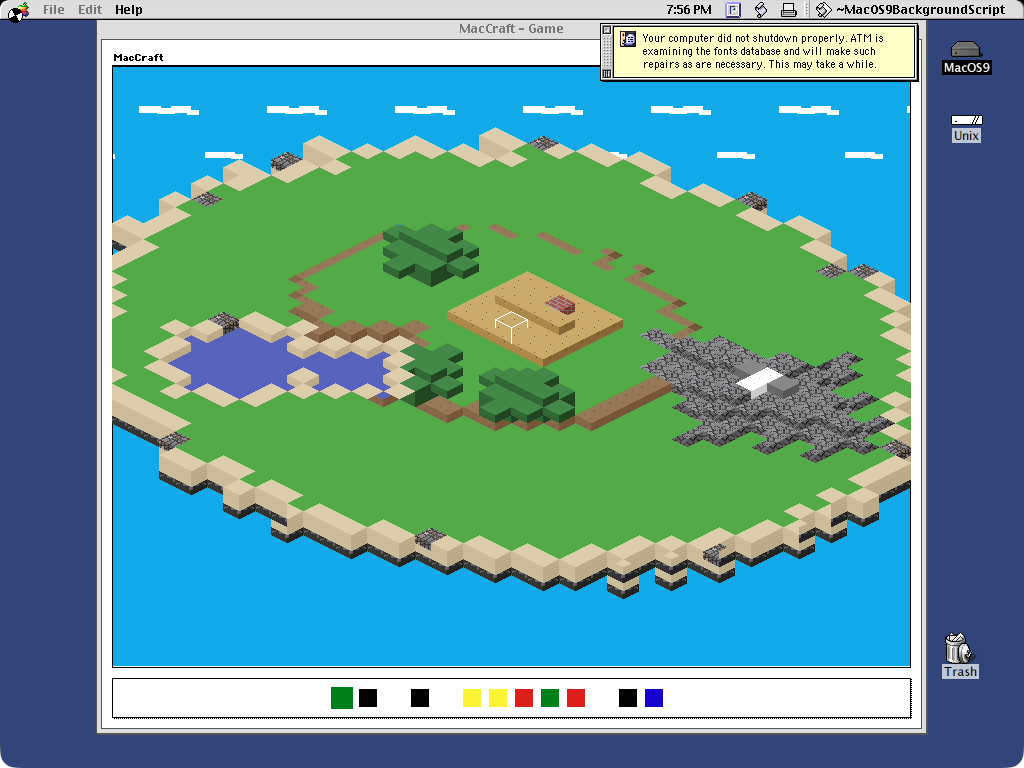 File Edit Help
7:56 PM
~MacOS9BackgroundScript
MacCraft - Game
Your computer did not shutdown properly. ATM is
examining the fonts database and will make such
repairs as are necessary. This may take a while.
MacCraft
MacOS9
Unix
Trash